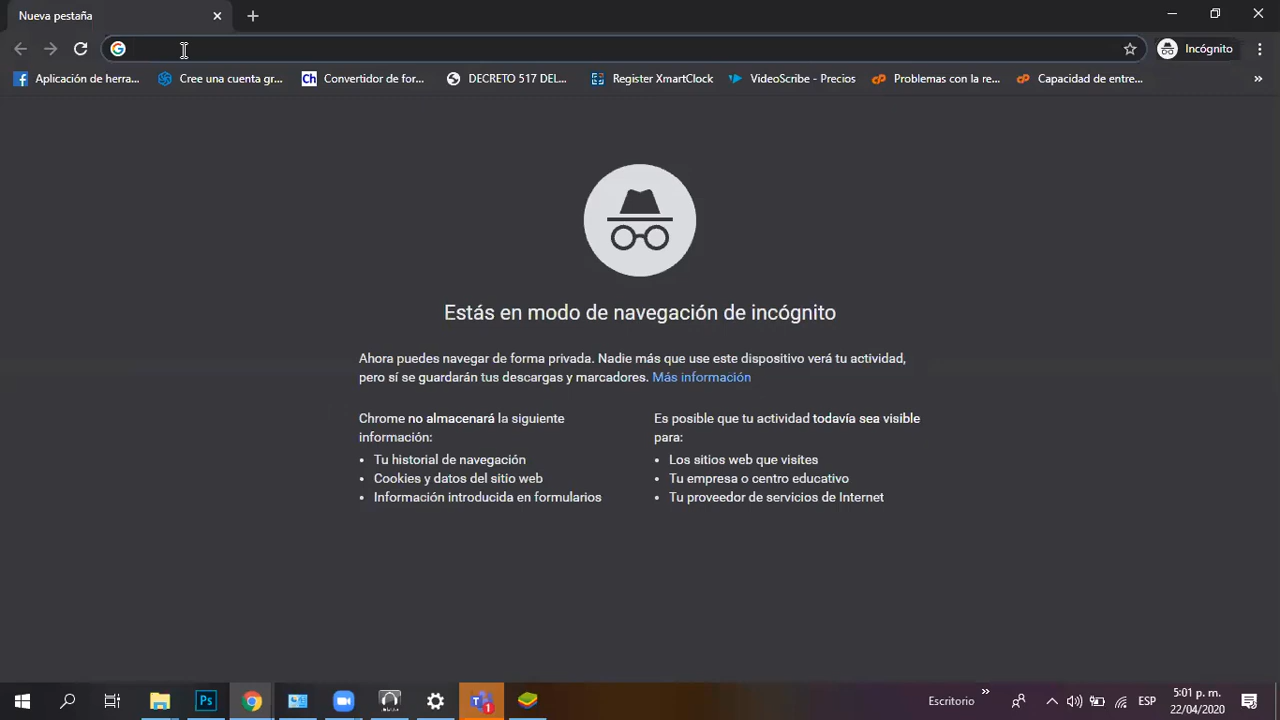 Nueva pestaña
Incógnito
Aplicación de herra...
Cree una cuenta gr...
Ch
Convertidor de for...
DECRETO 517 DEL...
Register XmartClock
VideoScribe - Precios
Problemas con la re...
Capacidad de entre...
»
Estás en modo de navegación de incógnito
Ahora puedes navegar de forma privada. Nadie más que use este dispositivo verá tu actividad,
pero sí se guardarán tus descargas y marcadores. Más información
Chrome no almacenará la siguiente
información:
• Tu historial de navegación
• Cookies y datos del sitio web
• Información introducida en formularios
Es posible que tu actividad todavía sea visible
para:
• Los sitios web que visites
• Tu empresa o centro educativo
• Tu proveedor de servicios de Internet
Ps
T
1
Escritorio
»
ESP
5:01 p. m.
22/04/2020